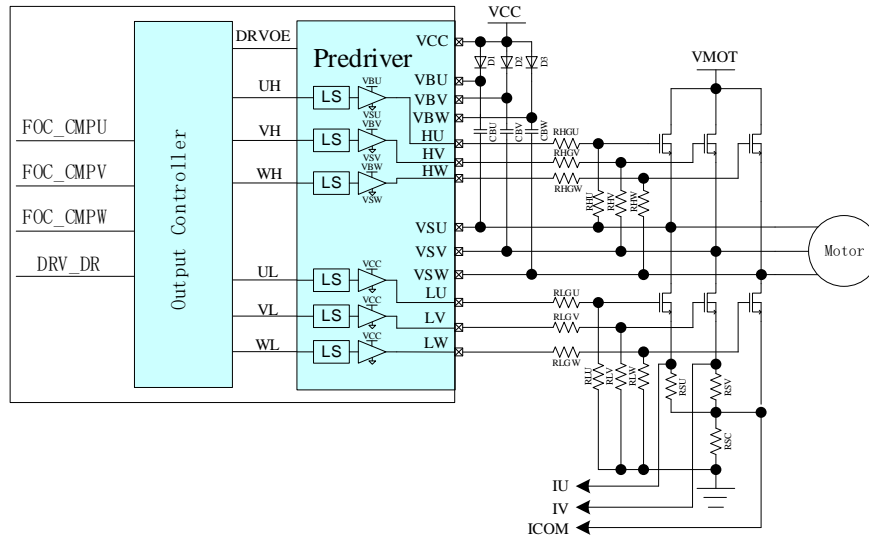 VCC
DRVOE
Predriver
VCC
D1
D2
D3
VMOT
VBU
VBV
VBW
UH
LS
VBU
VSU
CBU
CBV
CBW
FOC_CMPU
VH
LS
VBV
VSV
HU
HV
HW
RHGU
RHGV
RHGW
FOC_CMPV
WH
LS
VBW
VSW
RHU
RHV
RHW
FOC_CMPW
VSU
VSV
VSW
Motor
DRV_DR
Output Controller
UL
LS
VCC
LU
RLGU
VL
LS
VCC
LV
RLGV
WL
LS
VCC
LW
RLGW
RLU
RLV
RLW
RSU
RSV
RSC
IU
IV
ICOM